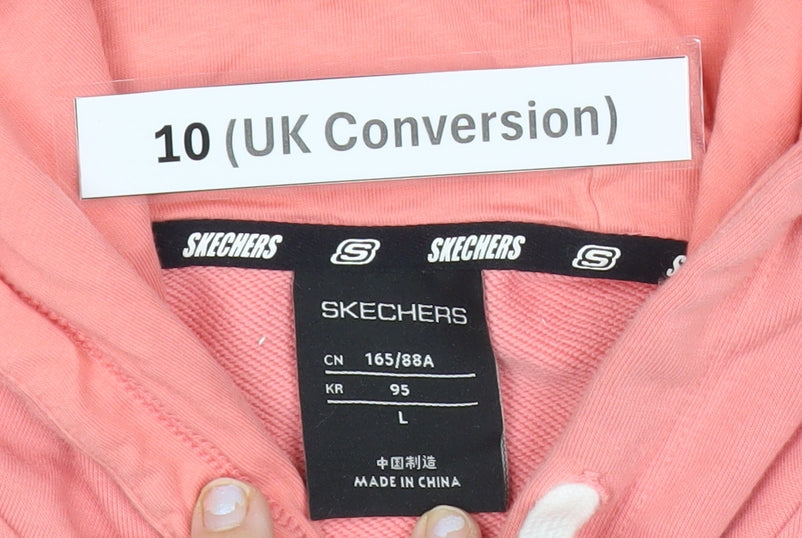 10 (UK Conversion)
SKECHERS S SKECHERS S S
SKECHERS
CN 165/88A
KR 95
L
中国制造
MADE IN CHINA